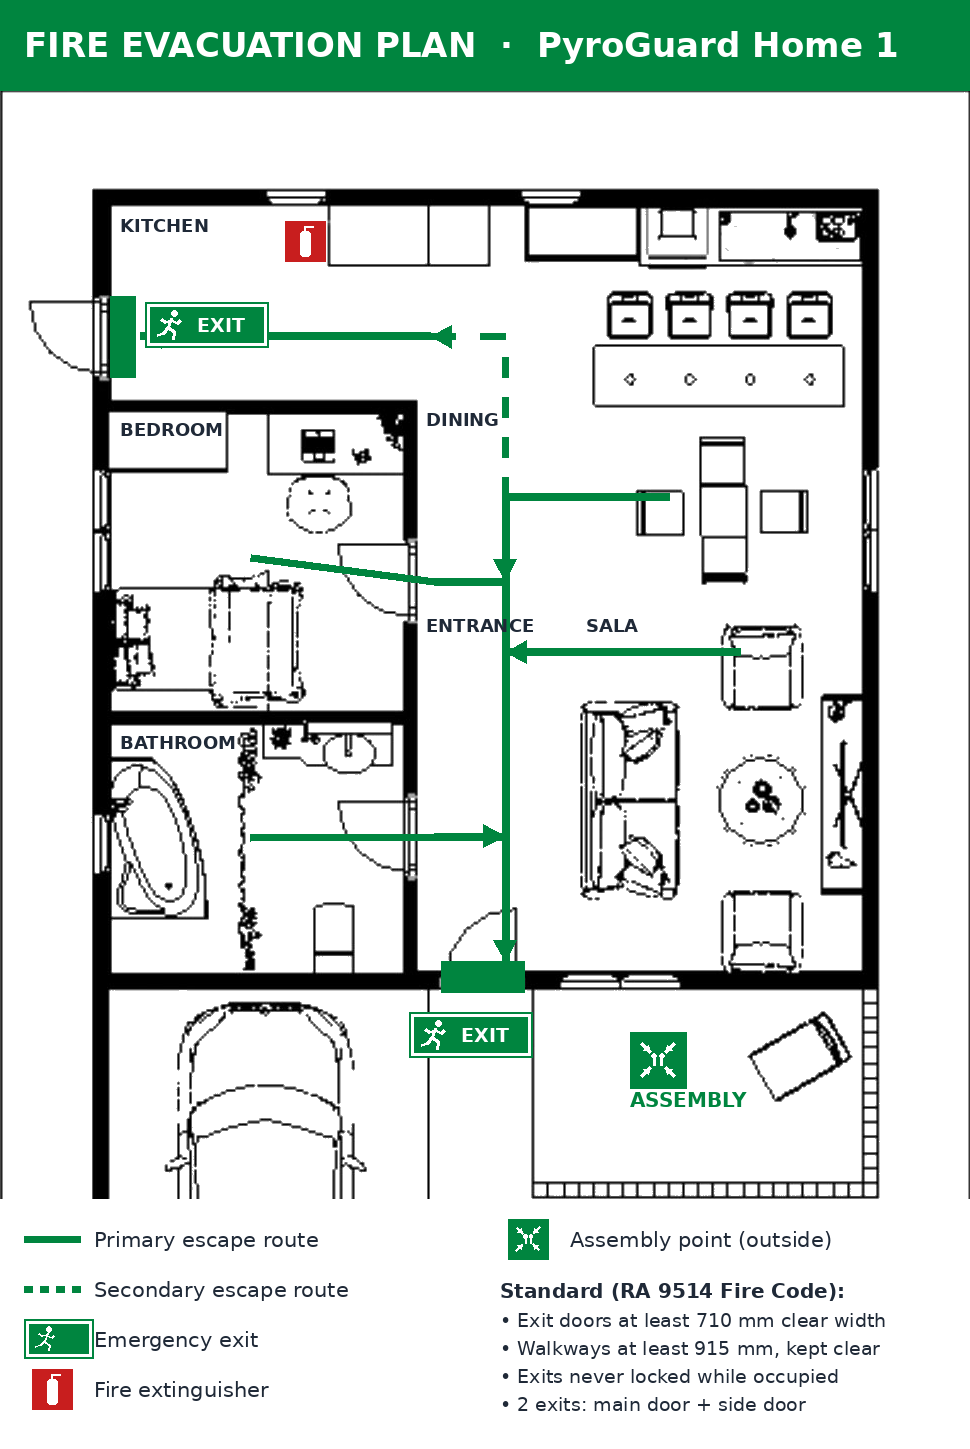 FIRE EVACUATION PLAN · PyroGuard Home 1
KITCHEN
EXIT
DINING
BEDROOM
ENTRANCE
SALA
BATHROOM
EXIT
ASSEMBLY
Primary escape route
Secondary escape route
Emergency exit
Fire extinguisher
Assembly point (outside)
Standard (RA 9514 Fire Code):
• Exit doors at least 710 mm clear width
• Walkways at least 915 mm, kept clear
• Exits never locked while occupied
• 2 exits: main door + side door